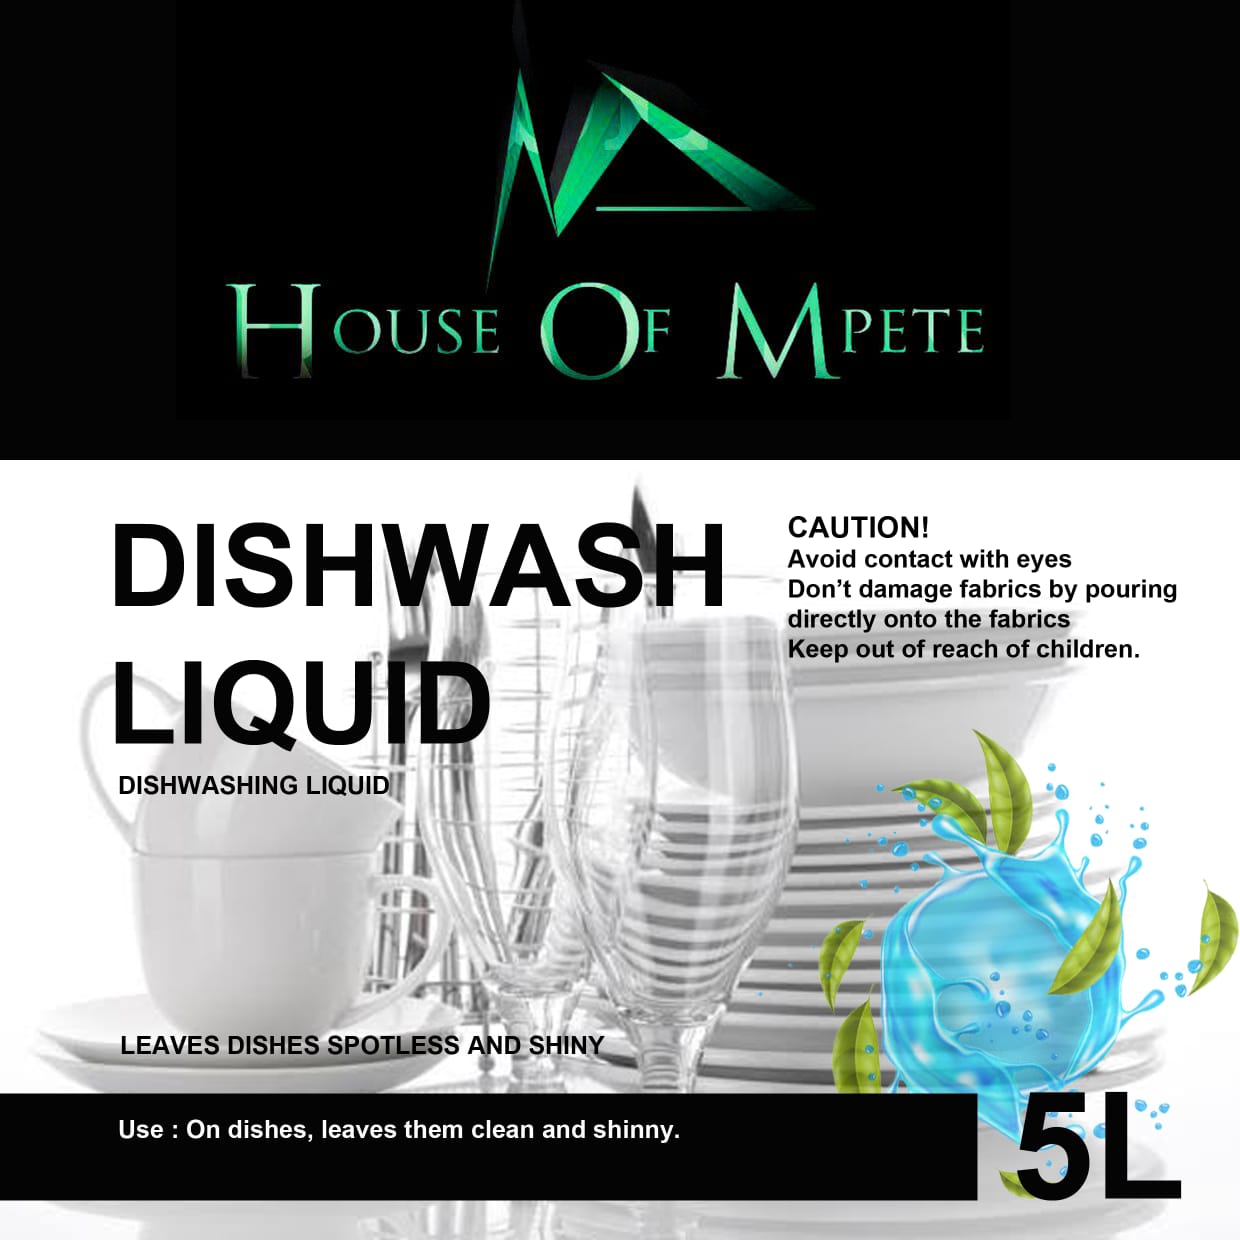 House Of Mpete
DISHWASH
LIQUID
DISHWASHING LIQUID
CAUTION!
Avoid contact with eyes
Don’t damage fabrics by pouring
directly onto the fabrics
Keep out of reach of children.
LEAVES DISHES SPOTLESS AND SHINY
Use : On dishes, leaves them clean and shinny.
5L